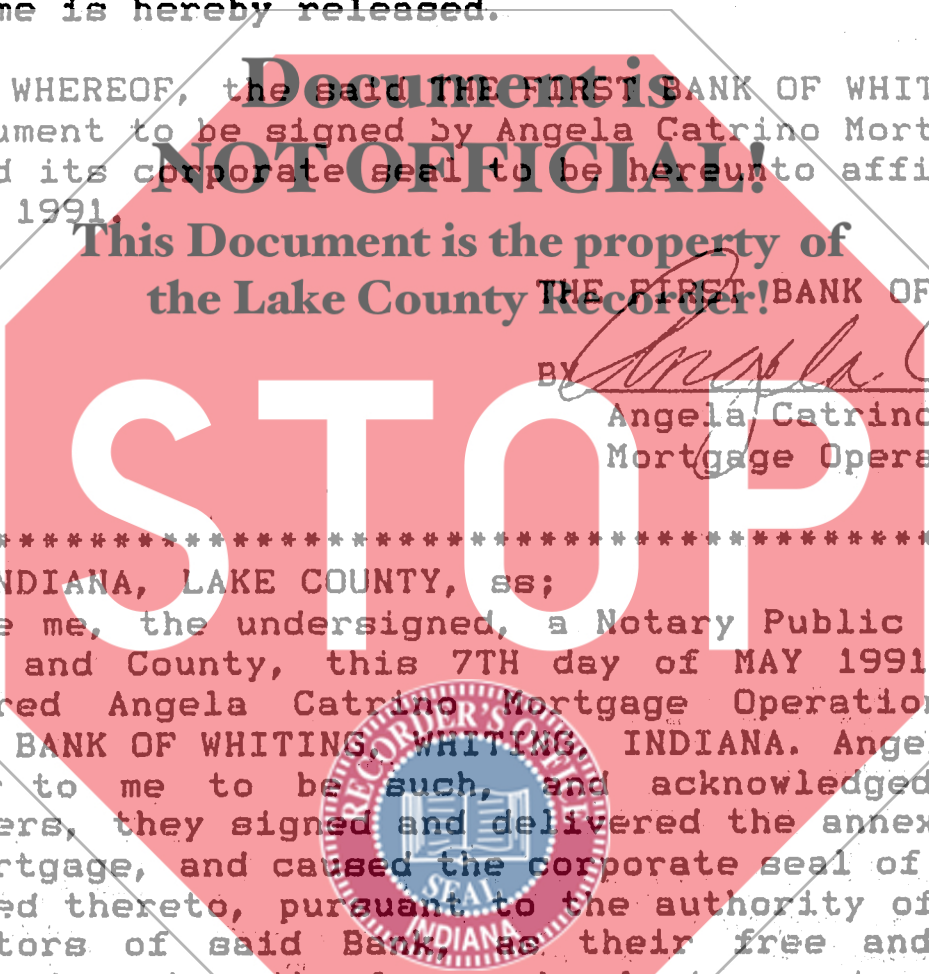 me is hereby released.
WHEREOF, the said THE FIRST BANK OF WHIT
ument to be signed by Angela Catrino Mort
d its corporate seal to be hereunto affi
1991.
Document is
NOT OFFICIAL!
This Document is the property of
the Lake County Recorder!
THE FIRST BANK OF
BY Angela C
Angela Catrino
Mortgage Opera
STOP
****************************************
NDIANA, LAKE COUNTY, ss;
e me, the undersigned, a Notary Public
and County, this 7TH day of MAY 1991
red Angela Catrino Mortgage Operatio
BANK OF WHITING, WHITING, INDIANA. Ange
to me to be such, and acknowledged
ers, they signed and delivered the annex
rtgage, and caused the corporate seal of
ed thereto, pursuant to the authority of
tors of said Bank, as their free and
RECORDER'S OFFICE
SEAL
INDIANA